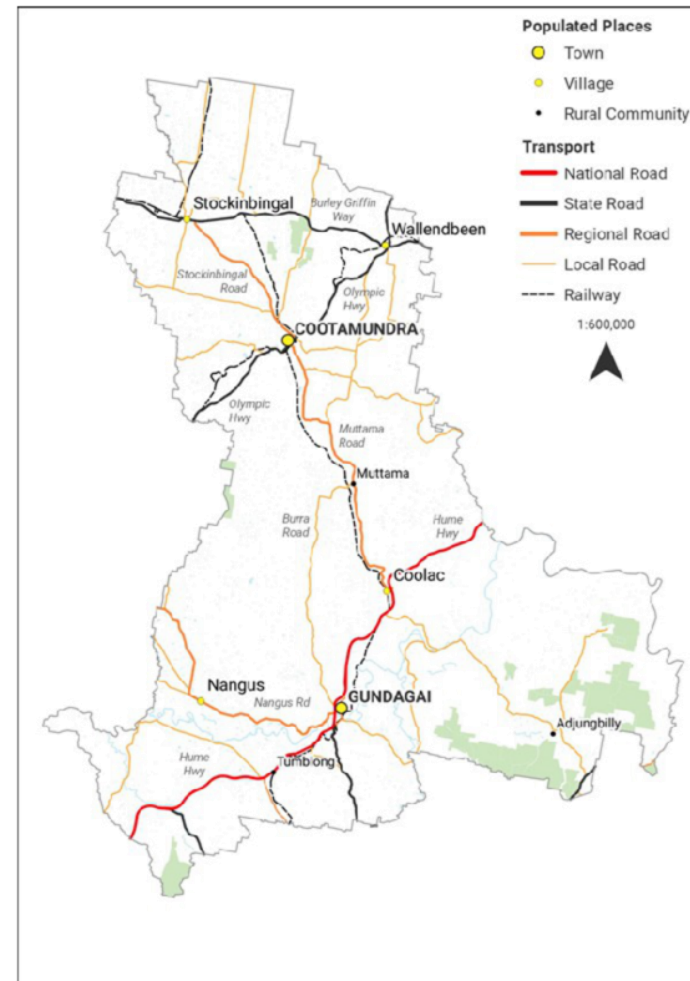 Populated Places
Town
Village
Rural Community
Transport
National Road
State Road
Regional Road
Local Road
Railway
1:600,000
Stockinbingal
Burley Griffin
Way
Wallendbeen
Stockinbingal
Road
Olympic
Hwy
COOTAMUNDRA
Olympic
Hwy
Muttama
Road
Muttama
Burra
Road
Hume
Hwy
Coolac
Nangus
Nangus Rd
GUNDAGAI
Adjungbilly
Hume
Hwy
Tumblong